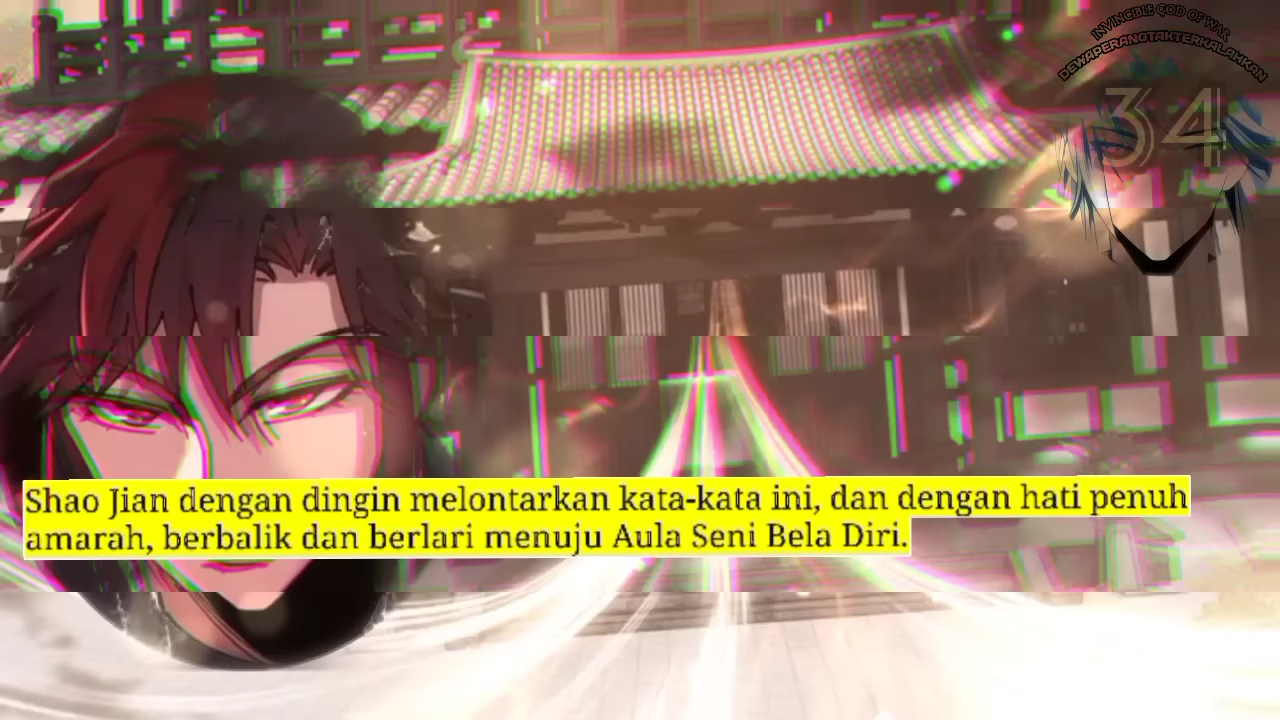 INVINCIBLE GOD OF WAR
DEWAPERANGTAKTERKALAHKAN
34
Shao Jian dengan dingin melontarkan kata-kata ini, dan dengan hati penuh
amarah, berbalik dan berlari menuju Aula Seni Bela Diri.